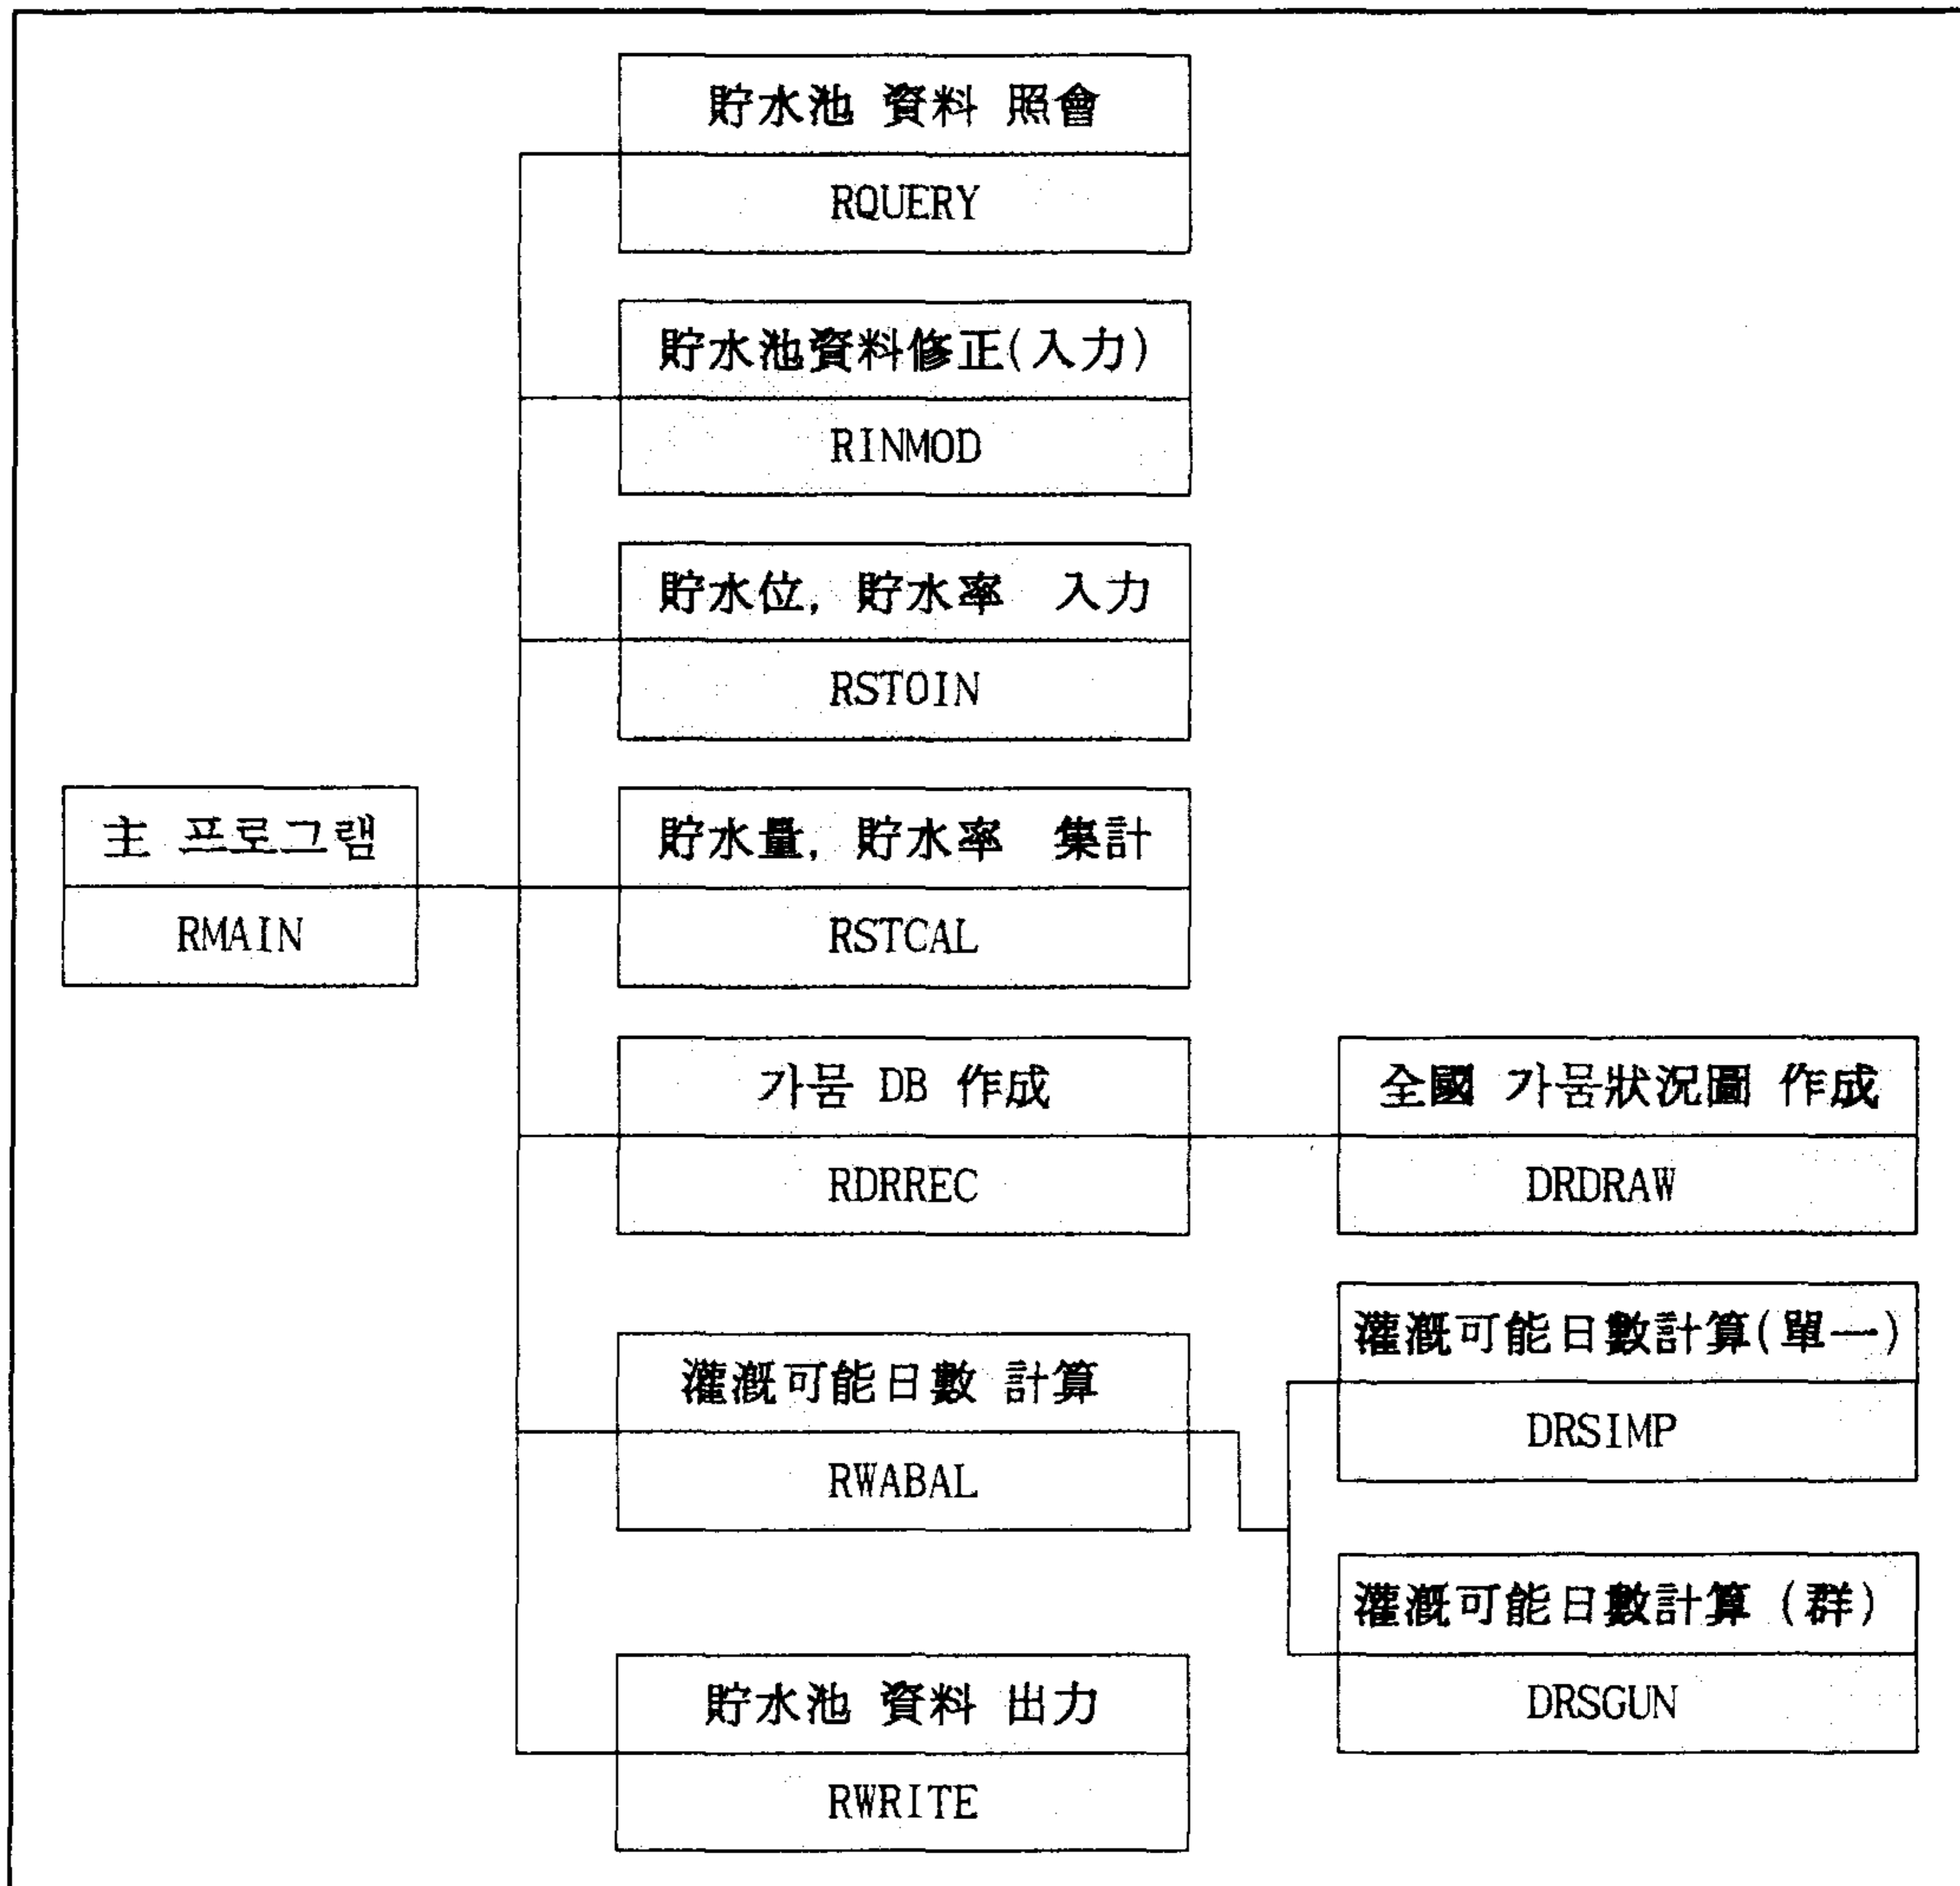 貯水池 資料 照會
RQUERY
貯水池資料修正(入力)
RINMOD
貯水位, 貯水率 入力
RSTOIN
主 프로그램
RMAIN
貯水量, 貯水率 集計
RSTCAL
가뭄 DB 作成
RDRREC
全國 가뭄狀況圖 作成
DRDRAW
灌漑可能日數 計算
RWABAL
灌漑可能日數計算(單一)
DRSIMP
灌漑可能日數計算 (群)
DRSGUN
貯水池 資料 出力
RWRITE